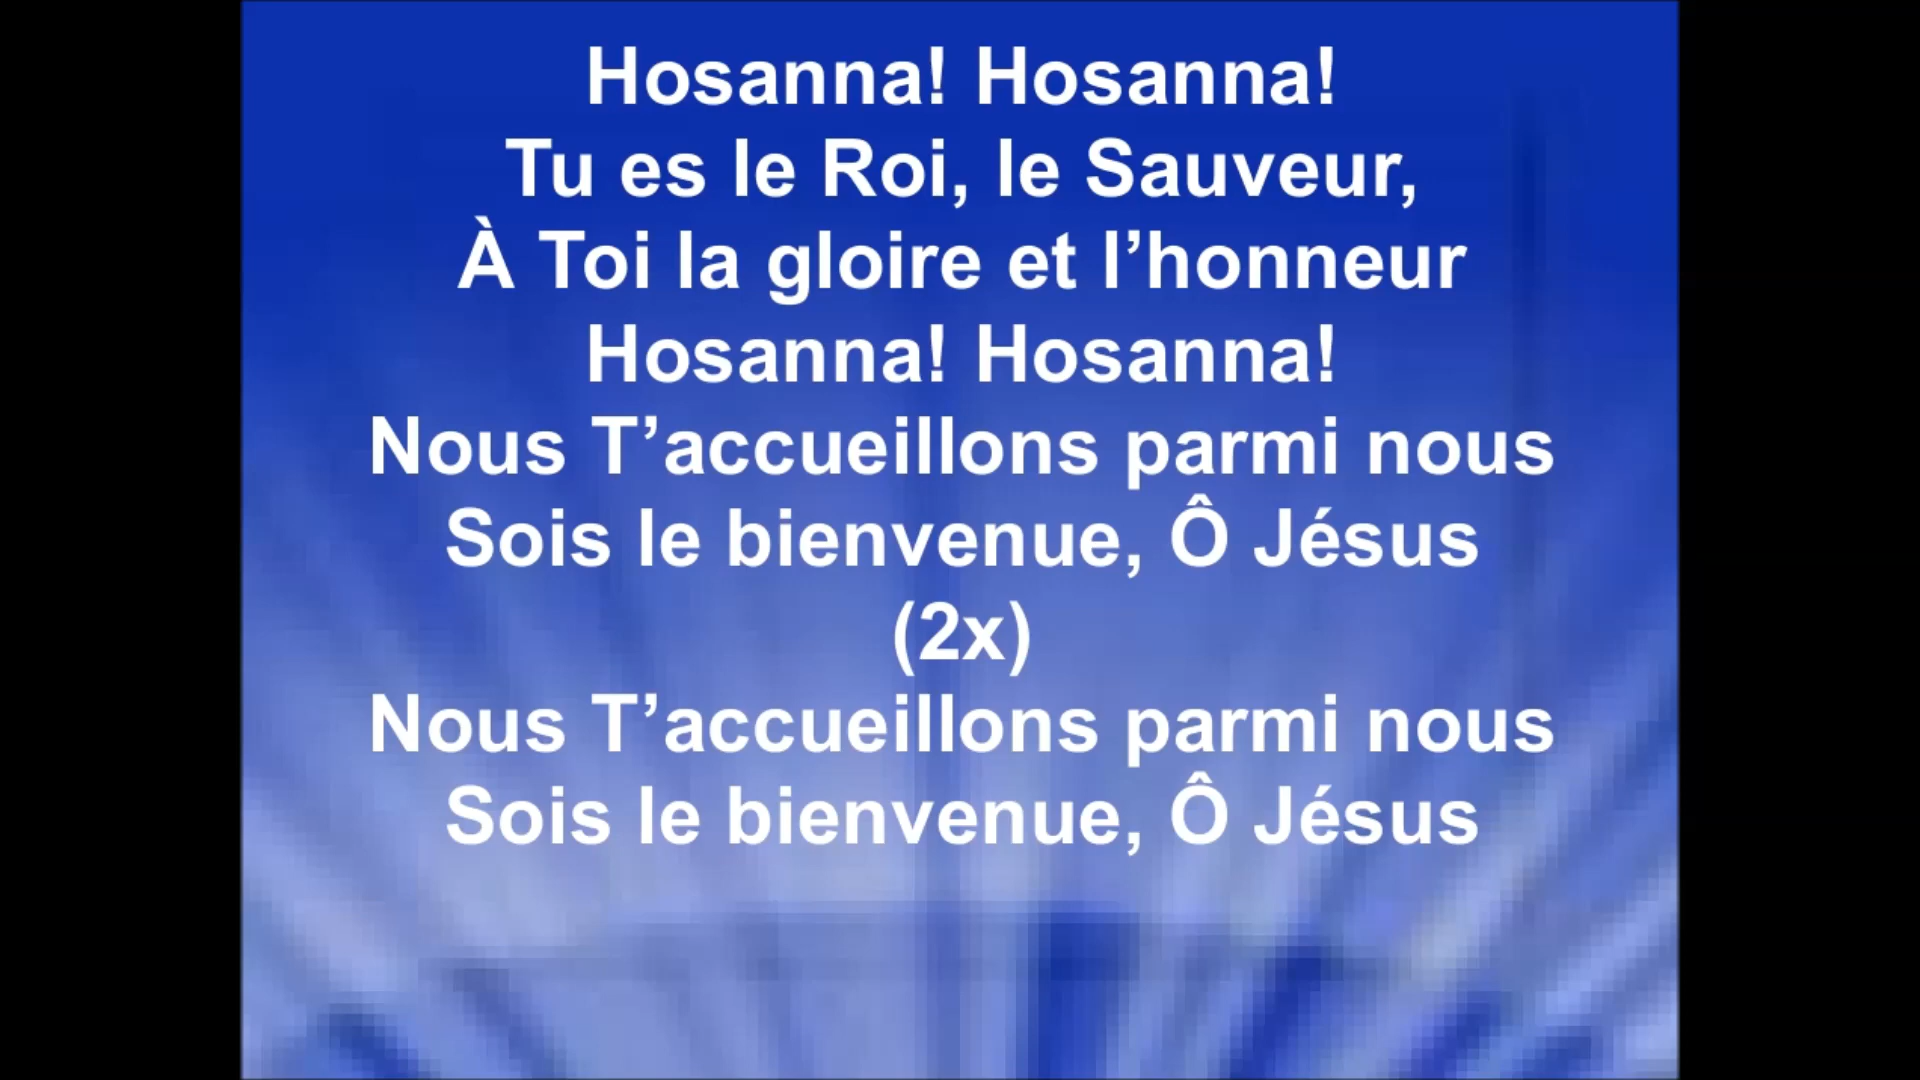 Hosanna! Hosanna!
Tu es le Roi, le Sauveur,
À Toi la gloire et l’honneur
Hosanna! Hosanna!
Nous T’accueillons parmi nous
Sois le bienvenue, Ô Jésus
(2x)
Nous T’accueillons parmi nous
Sois le bienvenue, Ô Jésus